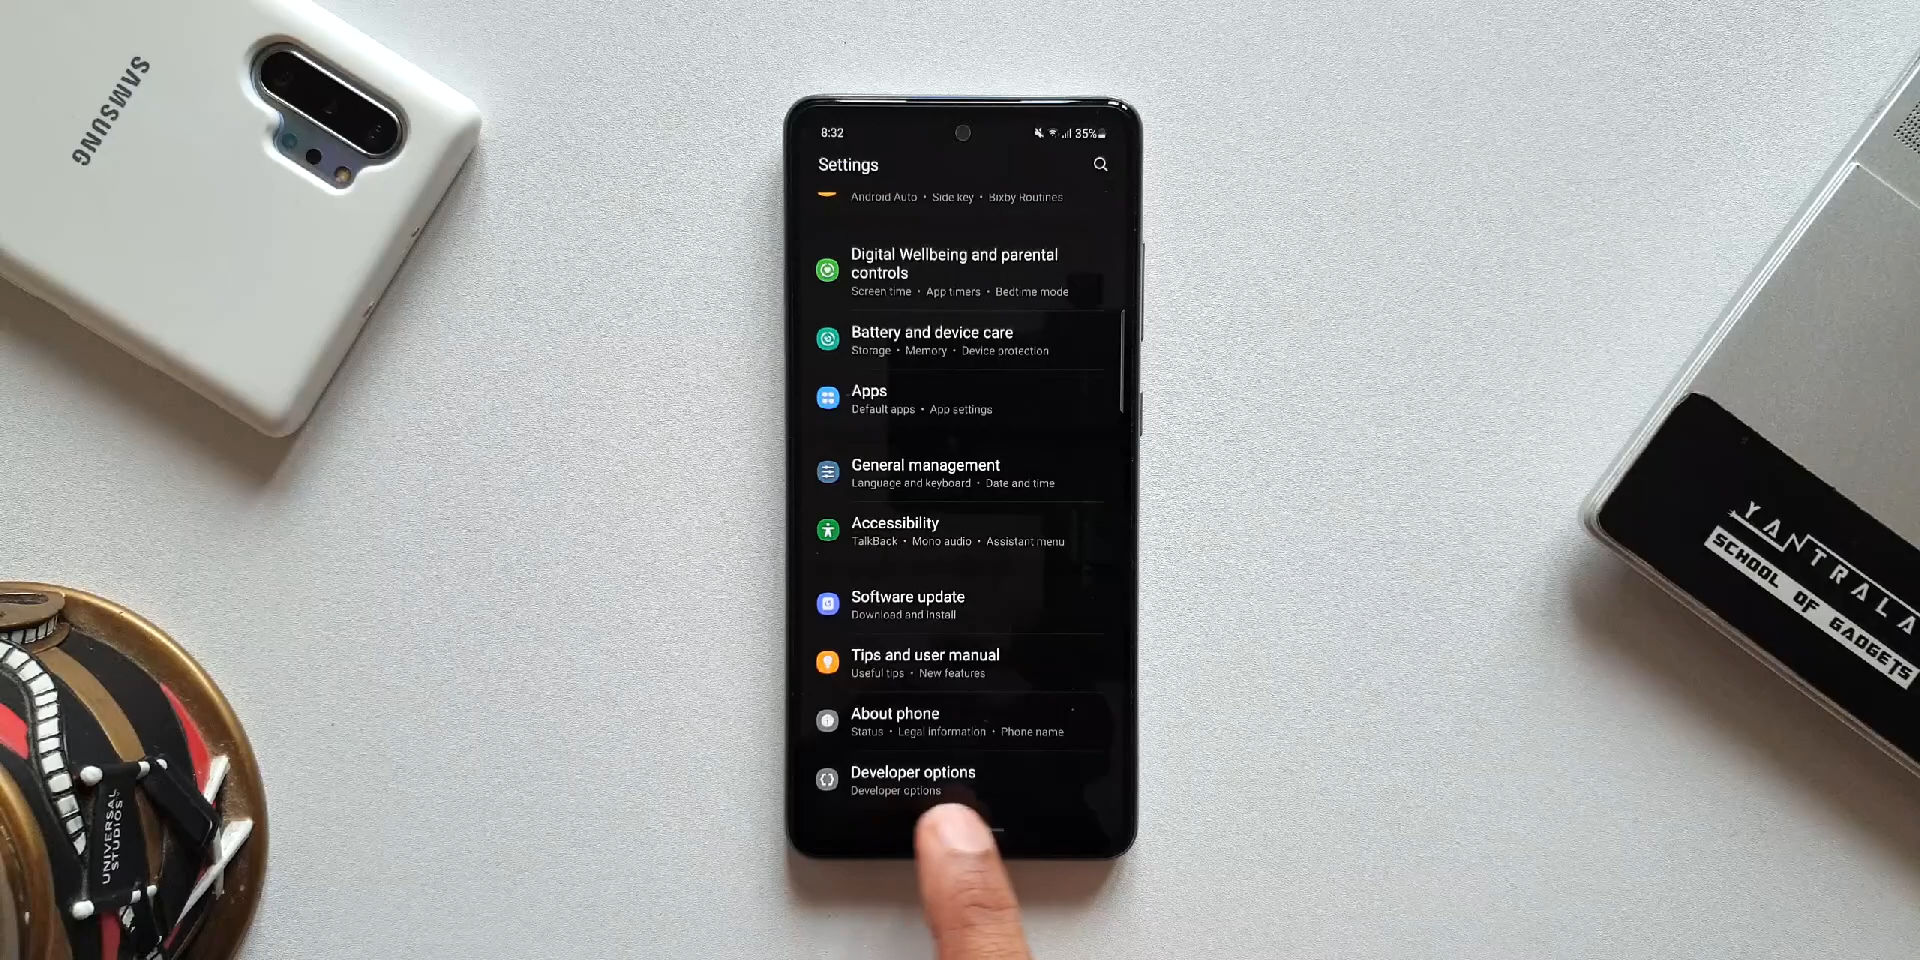 SAMSUNG
8:32
35%
Settings
Android Auto • Side key • Bixby Routines
Digital Wellbeing and parental
controls
Screen time • App timers • Bedtime mode
Battery and device care
Storage • Memory • Device protection
Apps
Default apps • App settings
General management
Language and keyboard • Date and time
Accessibility
TalkBack • Mono audio • Assistant menu
Software update
Download and install
Tips and user manual
Useful tips • New features
About phone
Status • Legal information • Phone name
Developer options
Developer options
YANTRALA
SCHOOL OF GADGETS
UNIVERSAL
STUDIOS